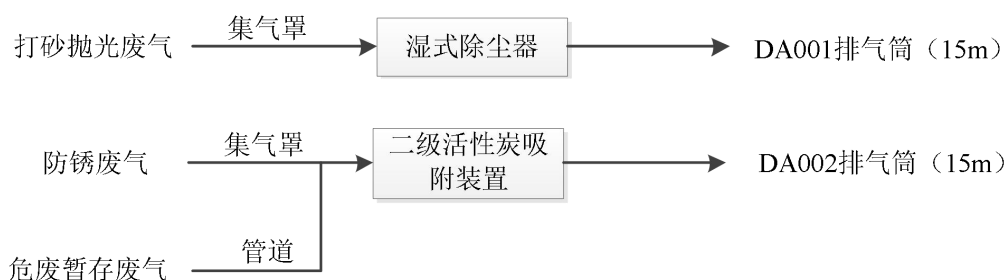 打砂抛光废气
集气罩
湿式除尘器
DA001排气筒（15m）
防锈废气
集气罩
二级活性炭吸
附装置
DA002排气筒（15m）
危废暂存废气
管道